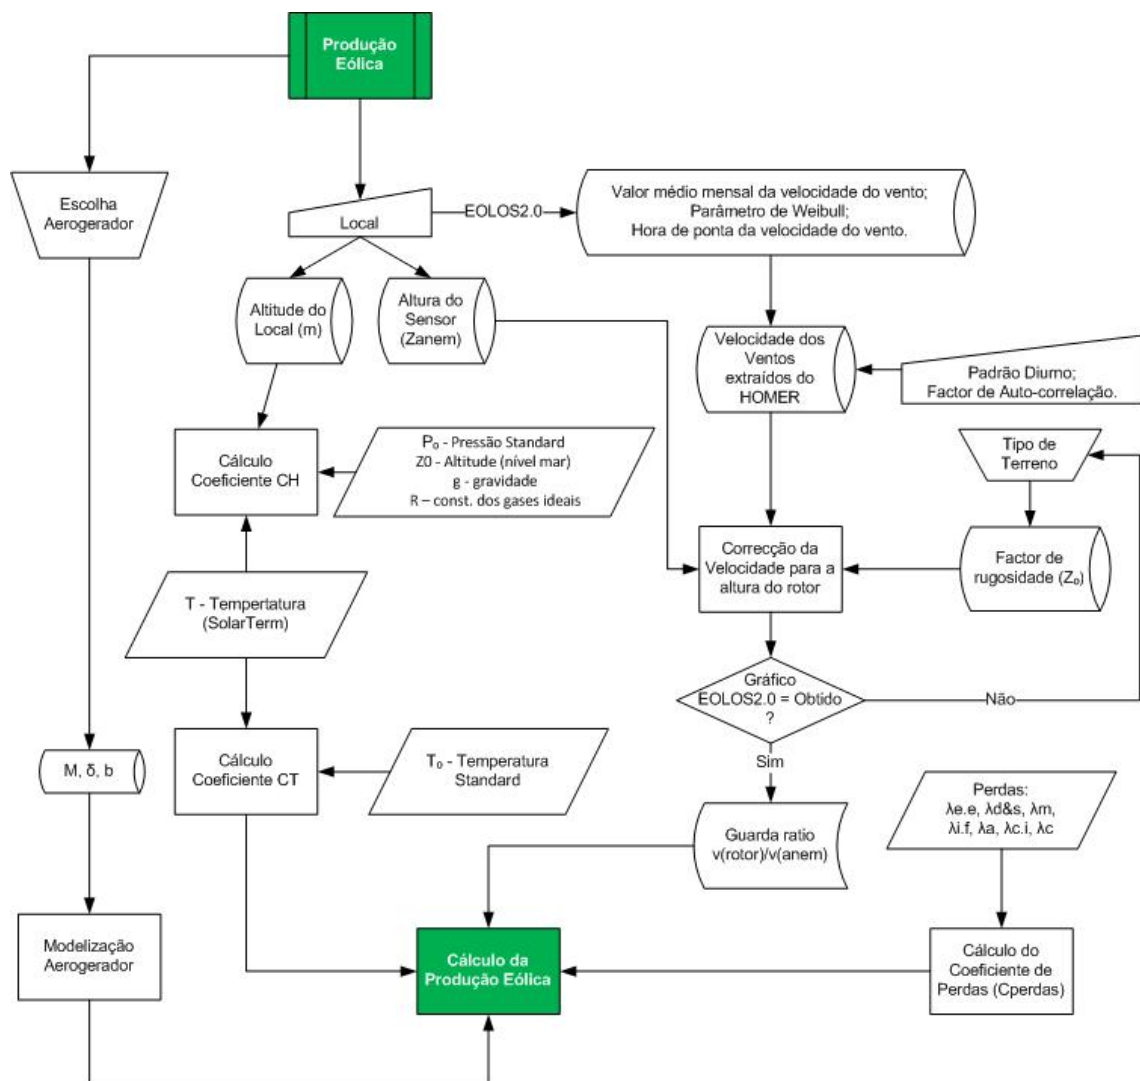 Produção
Eólica
Escolha
Aerogerador
Local
EOLOS2.0
Valor médio mensal da velocidade do vento;
Parâmetro de Weibull;
Hora de ponta da velocidade do vento.
Altitude do
Local (m)
Altura do
Sensor
(Zanem)
Velocidade dos
Ventos
extraídos do
HOMER
Padrão Diurno;
Factor de Auto-correlação.
Cálculo
Coeficiente CH
P₀ - Pressão Standard
Z0 - Altitude (nível mar)
g - gravidade
R – const. dos gases ideais
Tipo de
Terreno
Correcção da
Velocidade para a
altura do rotor
Factor de
rugosidade (Z₀)
T - Tempertatura
(SolarTerm)
Gráfico
EOLOS2.0 = Obtido
?
Não
Sim
M, δ, b
Cálculo
Coeficiente CT
T₀ - Temperatura
Standard
Guarda ratio
v(rotor)/v(anem)
Perdas:
λe.e, λd&s, λm,
λi.f, λa, λc.i, λc
Modelização
Aerogerador
Cálculo da
Produção Eólica
Cálculo do
Coeficiente de
Perdas (Cperdas)